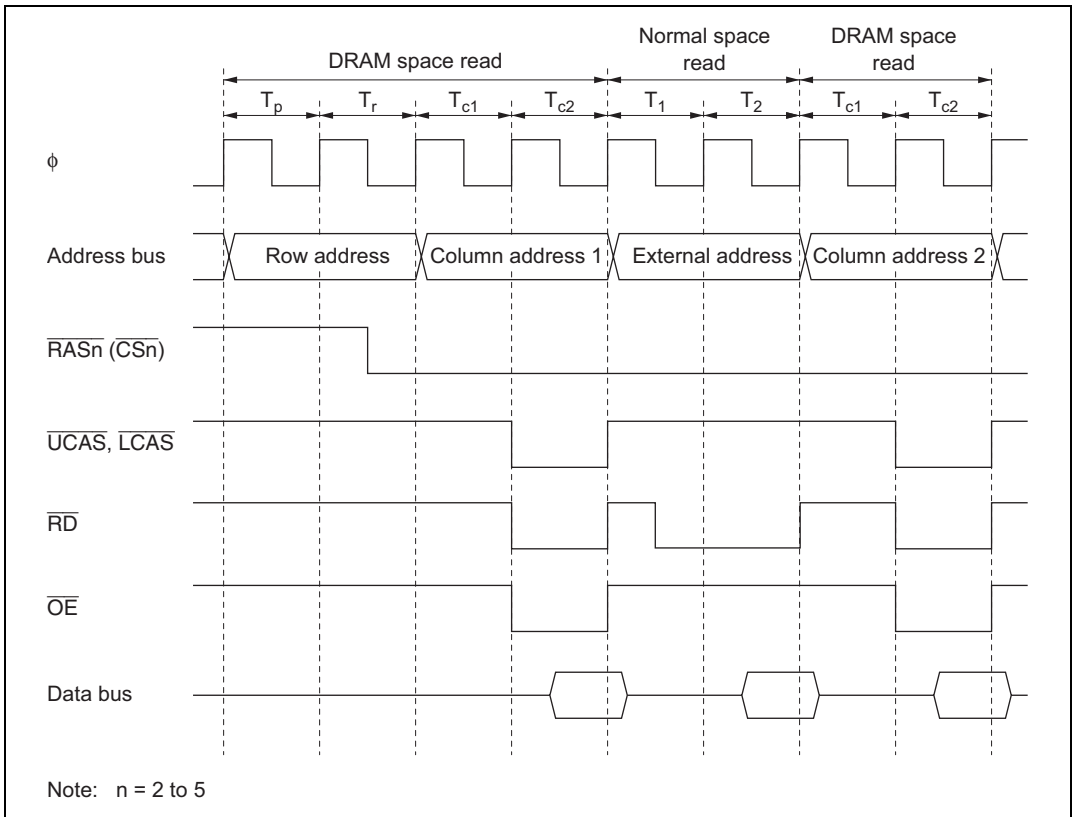 Normal space read
DRAM space read
DRAM space read
Tp Tr Tc1 Tc2 T1 T2 Tc1 Tc2
ϕ
Address bus Row address Column address 1 External address Column address 2
RASn (CSn)
UCAS, LCAS
RD
OE
Data bus
Note: n = 2 to 5